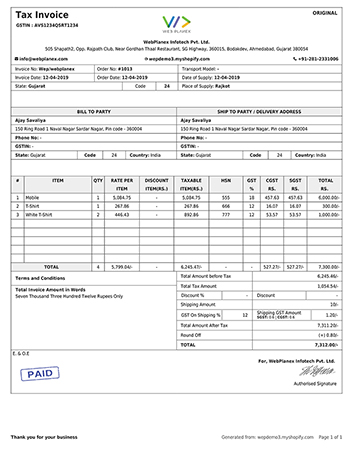 Tax Invoice
ORIGINAL
GSTIN : AVS1234QSRT1234
WEB PLANEX
WebPlanex Infotech Pvt. Ltd.
505 Shapath2, Opp. Rajpath Club, Near Gordhan Thaal Restaurant, SG Highway, 360015, Bodakdev, Ahmedabad, Gujarat 380054
info@webplanex.com wepdemo3.myshopify.com +91-281-2331006
Invoice No: Wep/webplanex Order No: #1013 Transport Model: -
Invoice Date: 12-04-2019 Order Date: 12-04-2019 Date of Supply: 12-04-2019
State: Gujarat Code 24 Place of Supply: Rajkot
BILL TO PARTY SHIP TO PARTY / DELIVERY ADDRESS
Ajay Savaliya Ajay Savaliya
150 Ring Road 1 Naval Nagar Sardar Nagar, Pin code - 360004 150 Ring Road 1 Naval Nagar Sardar Nagar, Pin code - 360004
Phone No: - Phone No: -
GSTIN: - GSTIN: -
State: Gujarat Code 24 Country: India State: Gujarat Code 24 Country: India
# ITEM QTY RATE PER ITEM DISCOUNT ITEM(RS.) TAXABLE ITEM(RS.) HSN GST % CGST RS. SGST RS. TOTAL RS.
1 Mobile 1 5,084.75 - 5,084.75 555 18 457.63 457.63 6,000.00/-
2 T-Shirt 1 267.86 - 267.86 666 12 16.07 16.07 300.00/-
3 White T-Shirt 2 446.43 - 892.86 777 12 53.57 53.57 1,000.00/-
TOTAL 4 5,799.04/- - 6,245.47/- - - 527.27/- 527.27/- 7,300.00/-
Terms and Conditions
Total Amount before Tax 6,245.46/-
Total Tax Amount 1,054.54/-
Total Invoice Amount in Words
Seven Thousand Three Hundred Twelve Rupees Only
Discount % - Discount -
Shipping Amount 10/-
GST On Shipping % 12 Shipping GST Amount 1.20/-
Total Amount After Tax 7,311.20/-
Round Off (+) 0.80/-
TOTAL 7,312.00/-
E. & O.E
For, WebPlanex Infotech Pvt. Ltd.
PAID
Authorised Signature
Thank you for your business
Generated from: wepdemo3.myshopify.com Page 1 of 1